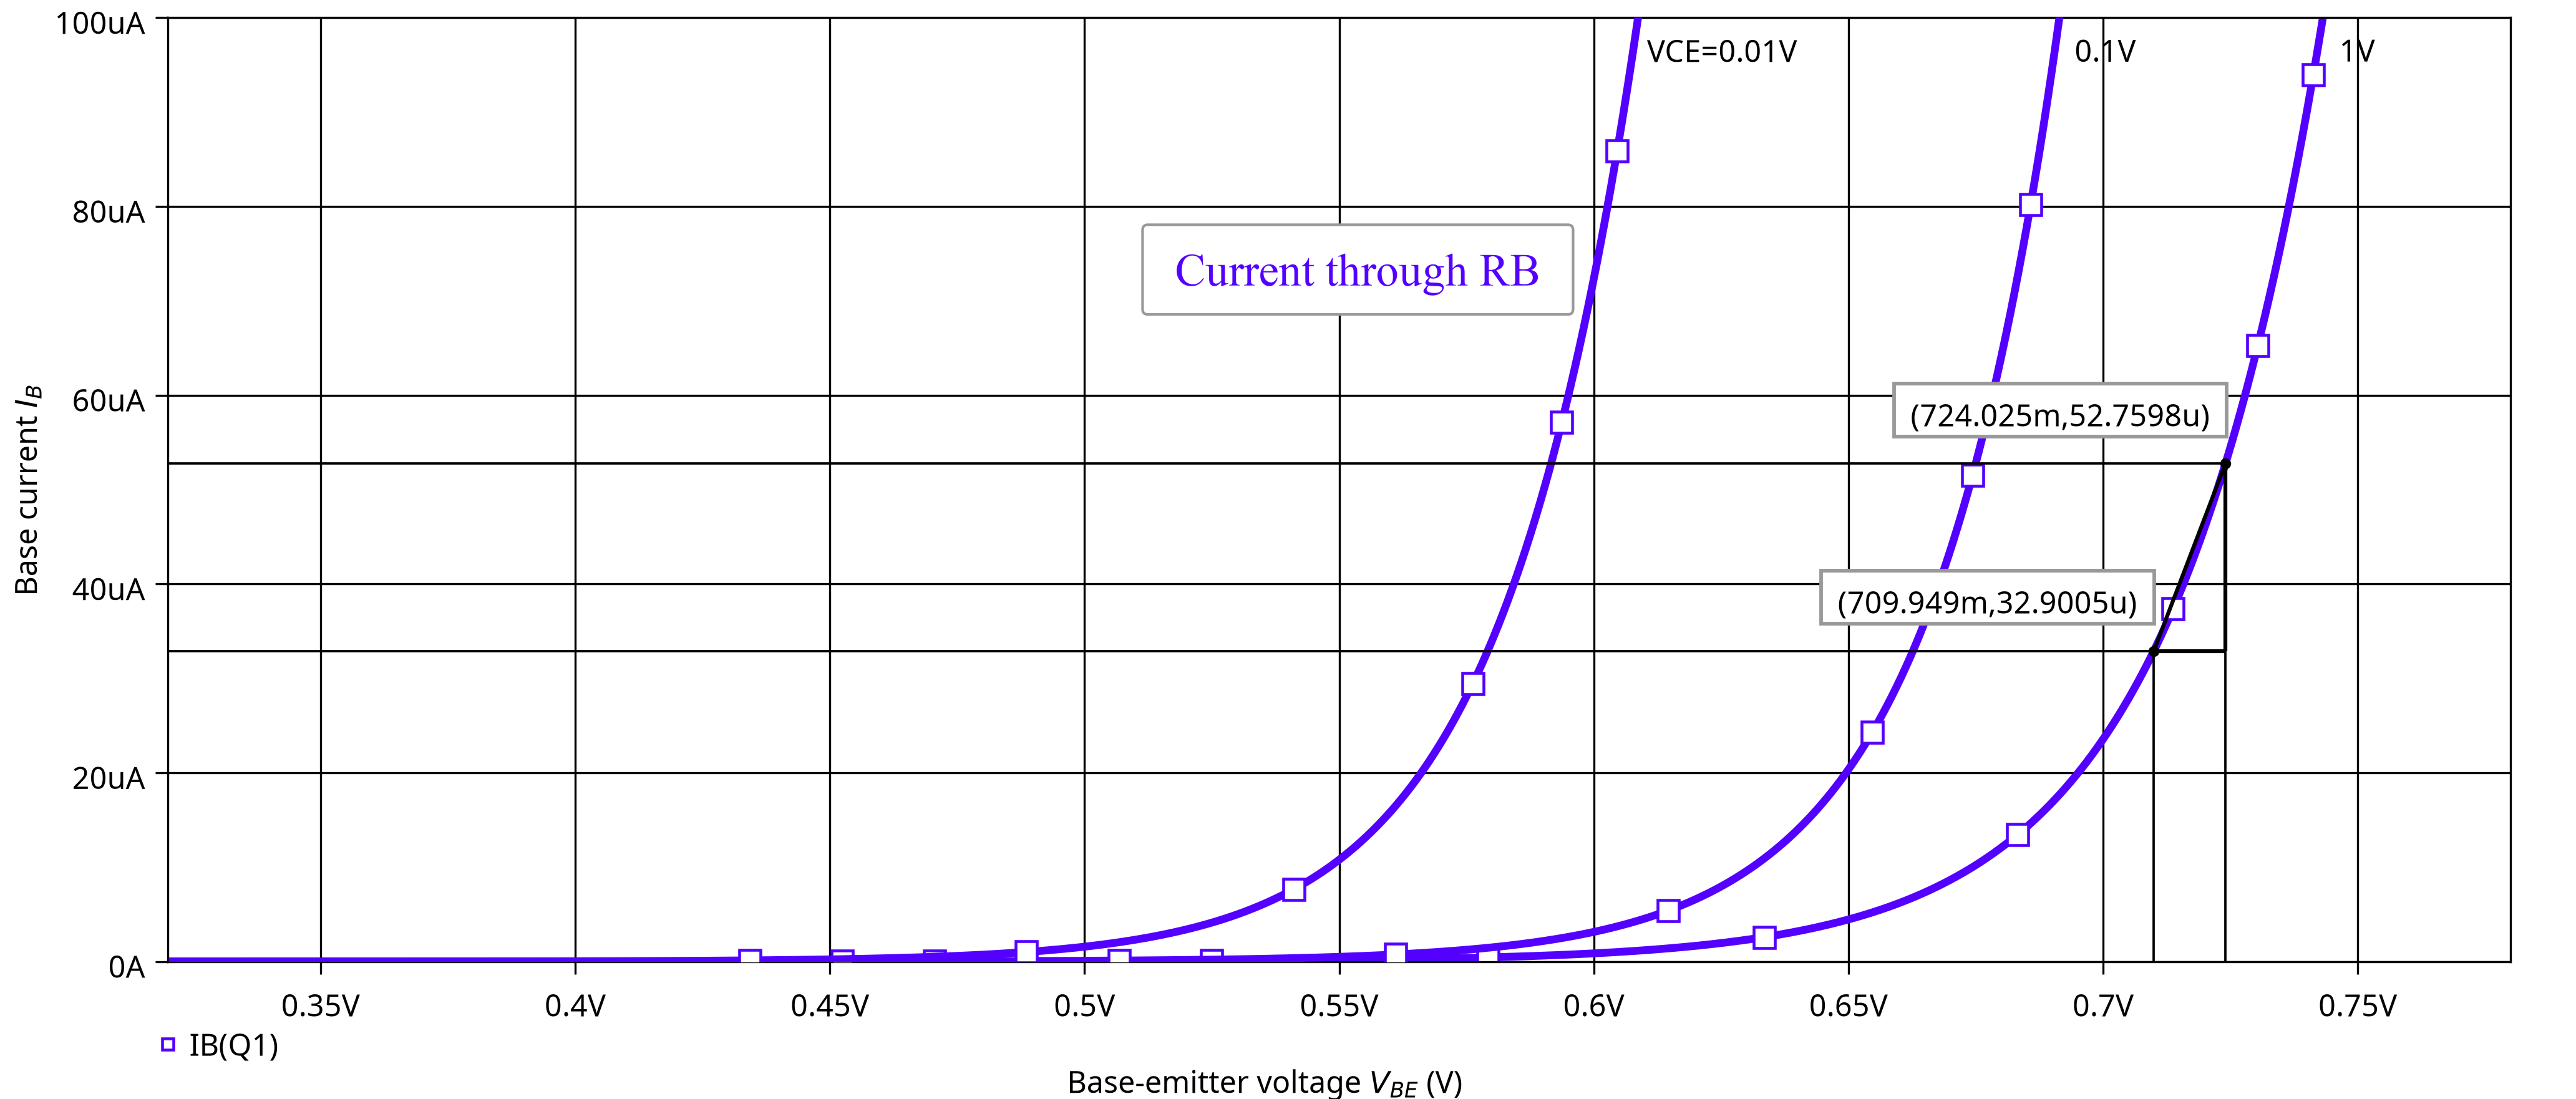 100uA
VCE=0.01V
0.1V
1V
80uA
Current through RB
60uA
(724.025m,52.7598u)
Base current IB
40uA
(709.949m,32.9005u)
20uA
0A
0.35V
0.4V
0.45V
0.5V
0.55V
0.6V
0.65V
0.7V
0.75V
IB(Q1)
Base-emitter voltage VBE (V)